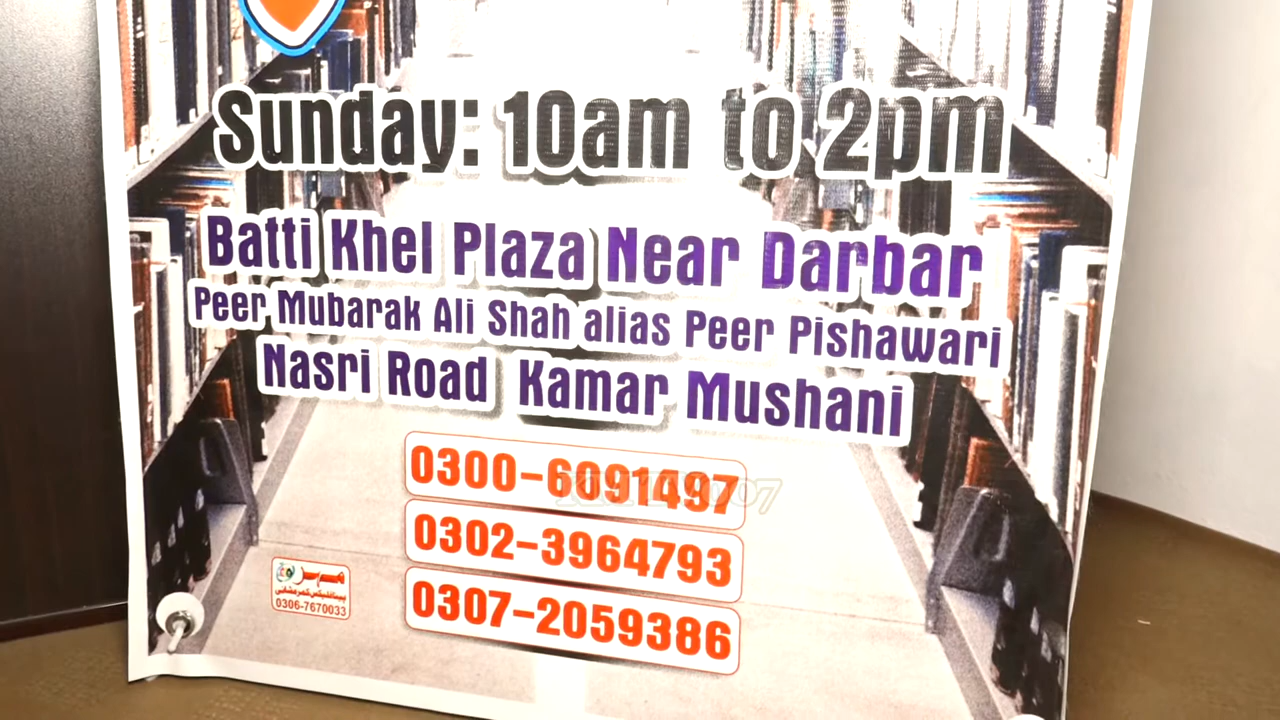 Sunday: 10am to 2pm
Batti Khel Plaza Near Darbar
Peer Mubarak Ali Shah alias Peer Pishawari
Nasri Road Kamar Mushani
0300-6091497
0302-3964793
0307-2059386
0306-7670033